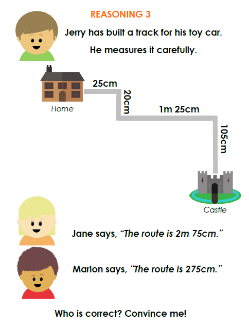 REASONING 3
Jerry has built a track for his toy car.
He measures it carefully.
25cm
Home
20cm
1m 25cm
105cm
Castle
Jane says, “The route is 2m 75cm.”
Marlon says, “The route is 275cm.”
Who is correct? Convince me!